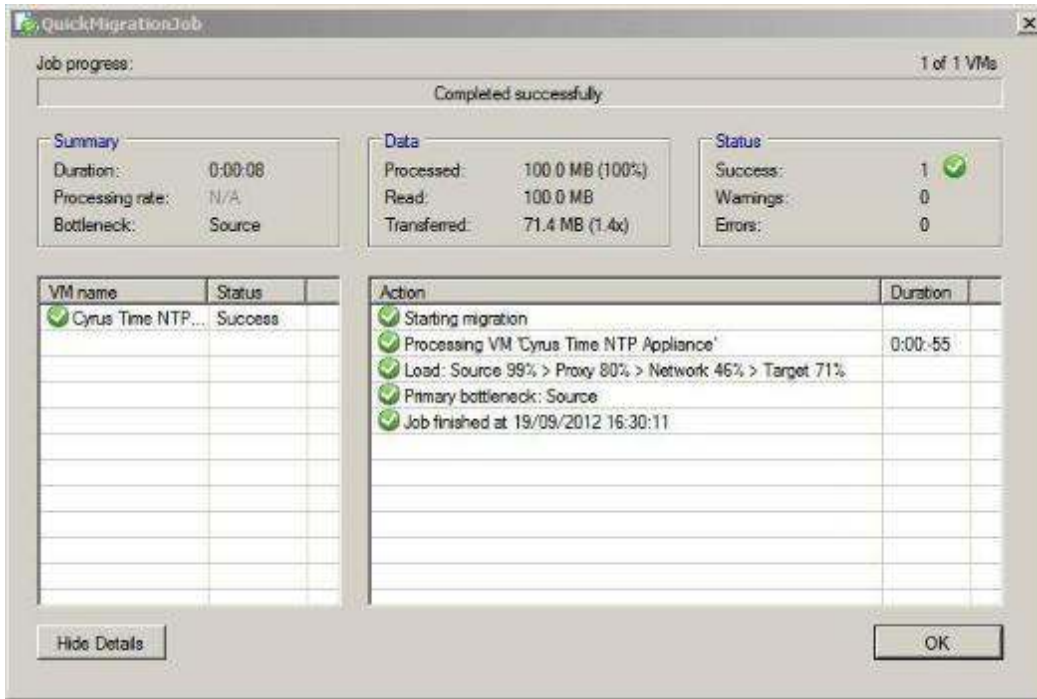 QuickMigrationJob
Job progress: 1 of 1 VMs
Completed successfully
Summary
Duration: 0:00:08
Processing rate: N/A
Bottleneck: Source
Data
Processed: 100.0 MB (100%)
Read: 100.0 MB
Transferred: 71.4 MB (1.4x)
Status
Success: 1
Warnings: 0
Errors: 0
VM name Status
Cyrus Time NTP... Success
Action Duration
Starting migration
Processing VM 'Cyrus Time NTP Appliance' 0:00:-55
Load: Source 99% > Proxy 80% > Network 46% > Target 71%
Primary bottleneck: Source
Job finished at 19/09/2012 16:30:11
Hide Details
OK